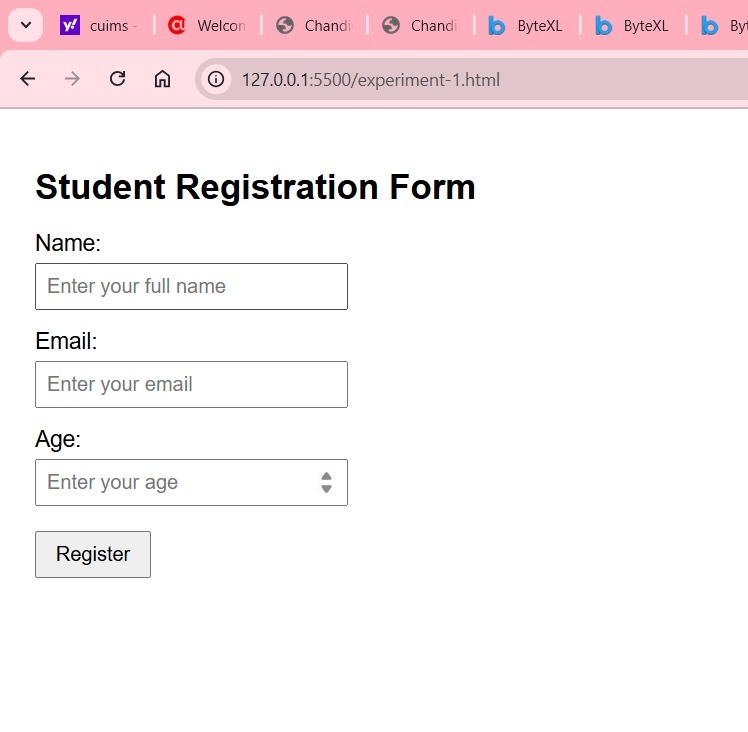 cuims - Welcon Chandi Chandi ByteXL ByteXL Byt
127.0.0.1:5500/experiment-1.html
Student Registration Form
Name:
Enter your full name
Email:
Enter your email
Age:
Enter your age
Register